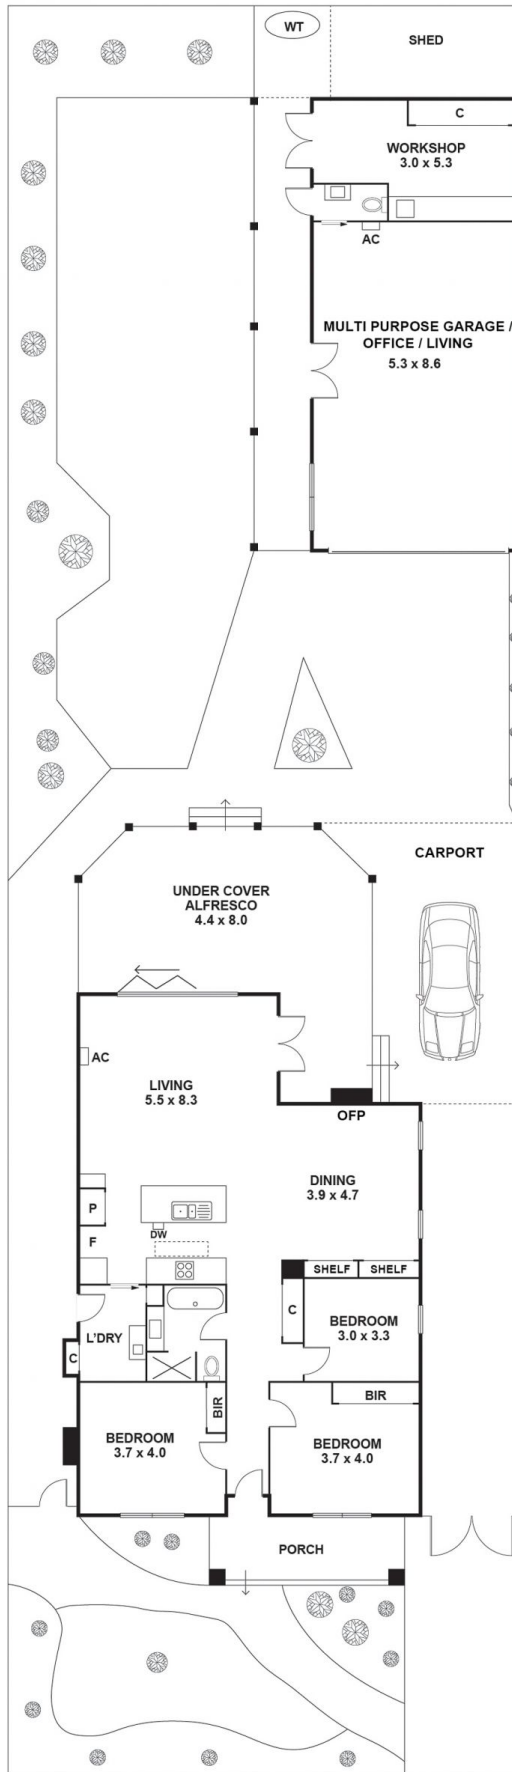 WT
SHED
C
WORKSHOP
3.0 x 5.3
AC
MULTI PURPOSE GARAGE /
OFFICE / LIVING
5.3 x 8.6
CARPORT
UNDER COVER
ALFRESCO
4.4 x 8.0
AC
LIVING
5.5 x 8.3
OFP
DINING
3.9 x 4.7
P
F
DW
SHELF SHELF
C
BEDROOM
3.0 x 3.3
L'DRY
C
BIR
BIR
BEDROOM
3.7 x 4.0
BEDROOM
3.7 x 4.0
PORCH